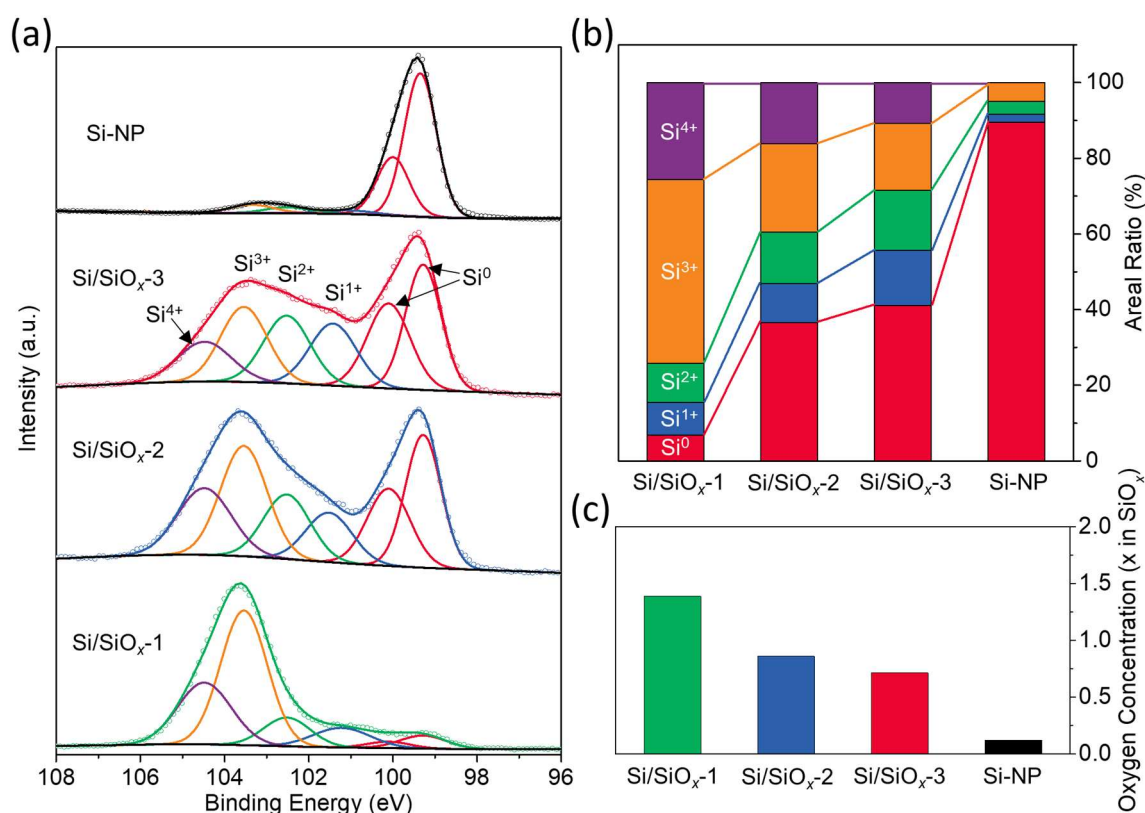 (a)
Si-NP
Si/SiOₓ-3
Si⁴⁺
Si³⁺
Si²⁺
Si¹⁺
Si⁰
Si/SiOₓ-2
Si/SiOₓ-1
Intensity (a.u.)
108 106 104 102 100 98 96
Binding Energy (eV)
(b)
Si⁴⁺
Si³⁺
Si²⁺
Si¹⁺
Si⁰
100
80
60
40
20
0
Areal Ratio (%)
Si/SiOₓ-1 Si/SiOₓ-2 Si/SiOₓ-3 Si-NP
(c)
2.0
1.5
1.0
0.5
0.0
Oxygen Concentration (x in SiOₓ)
Si/SiOₓ-1 Si/SiOₓ-2 Si/SiOₓ-3 Si-NP